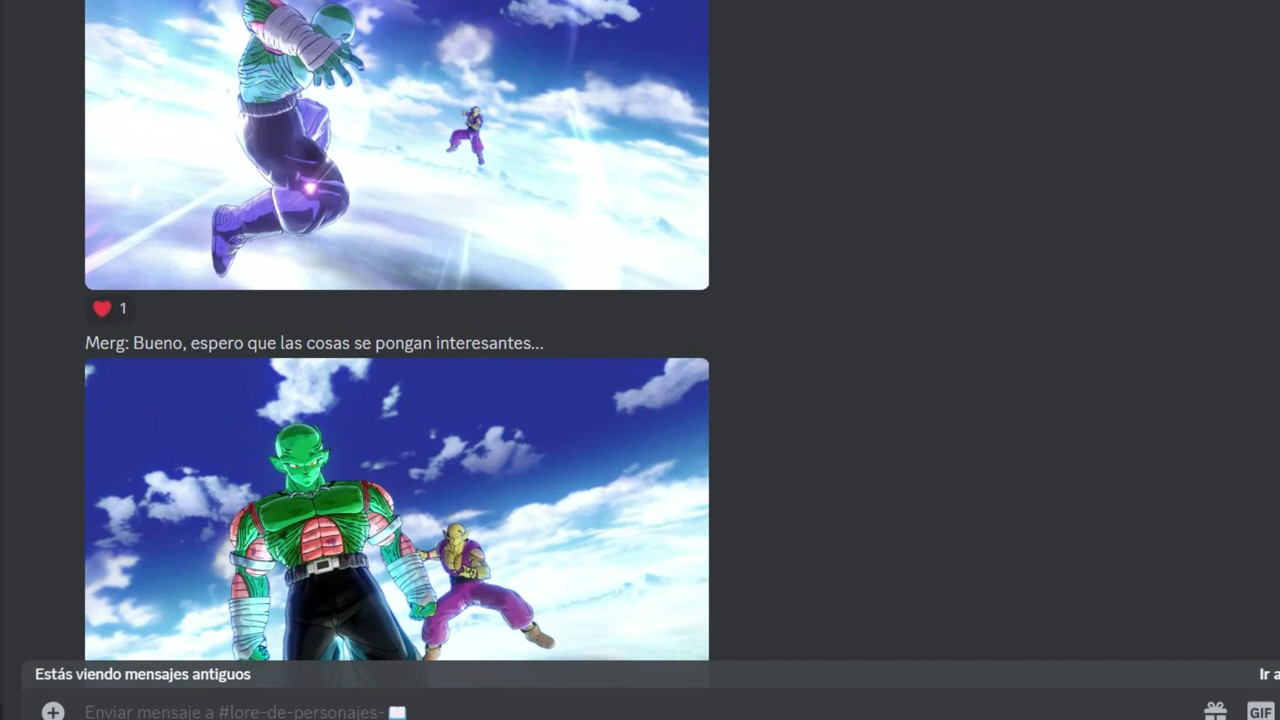 1
Merg: Bueno, espero que las cosas se pongan interesantes...
Estás viendo mensajes antiguos
Ir a
Enviar mensaje a #lore-de-personajes-
GIF